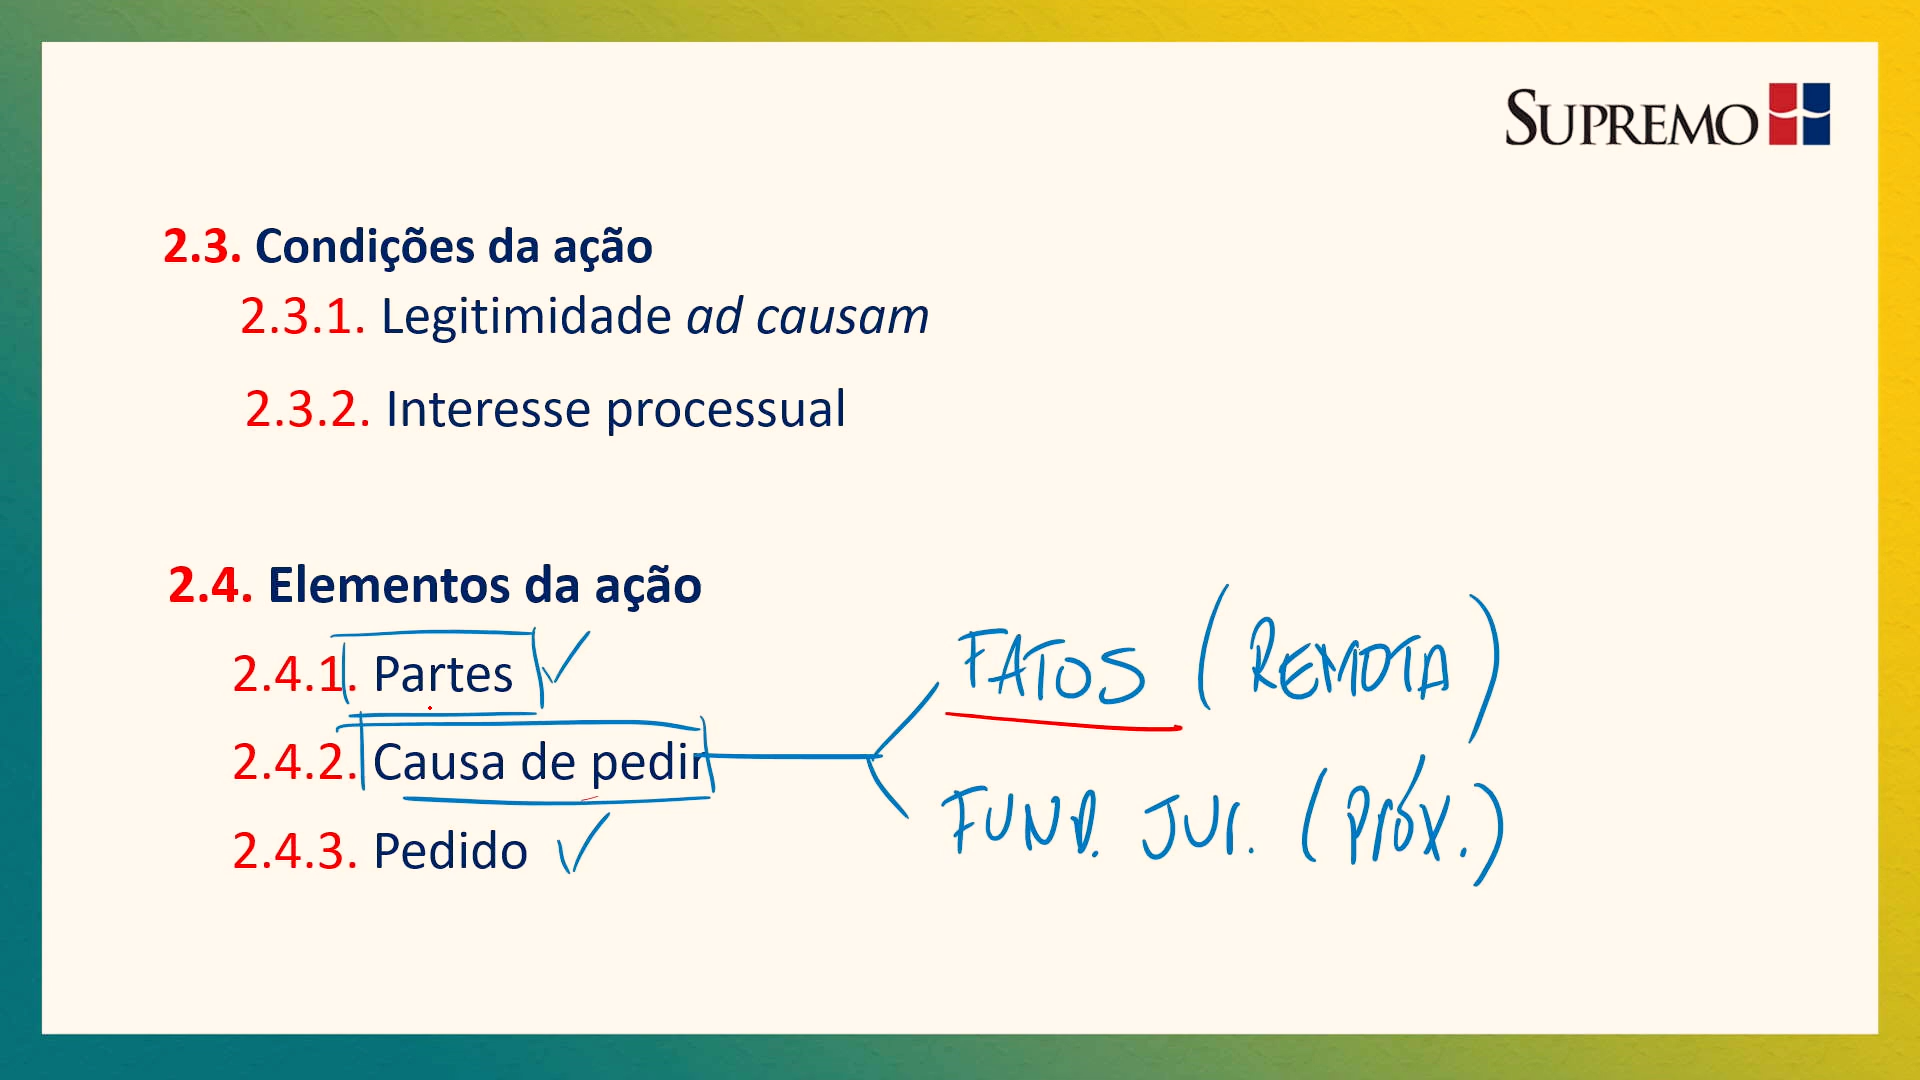 SUPREMO
2.3. Condições da ação
2.3.1. Legitimidade ad causam
2.3.2. Interesse processual
2.4. Elementos da ação
2.4.1. Partes
FATOS (REMOTA)
2.4.2. Causa de pedir
FUND. JUR. (PRÓX.)
2.4.3. Pedido